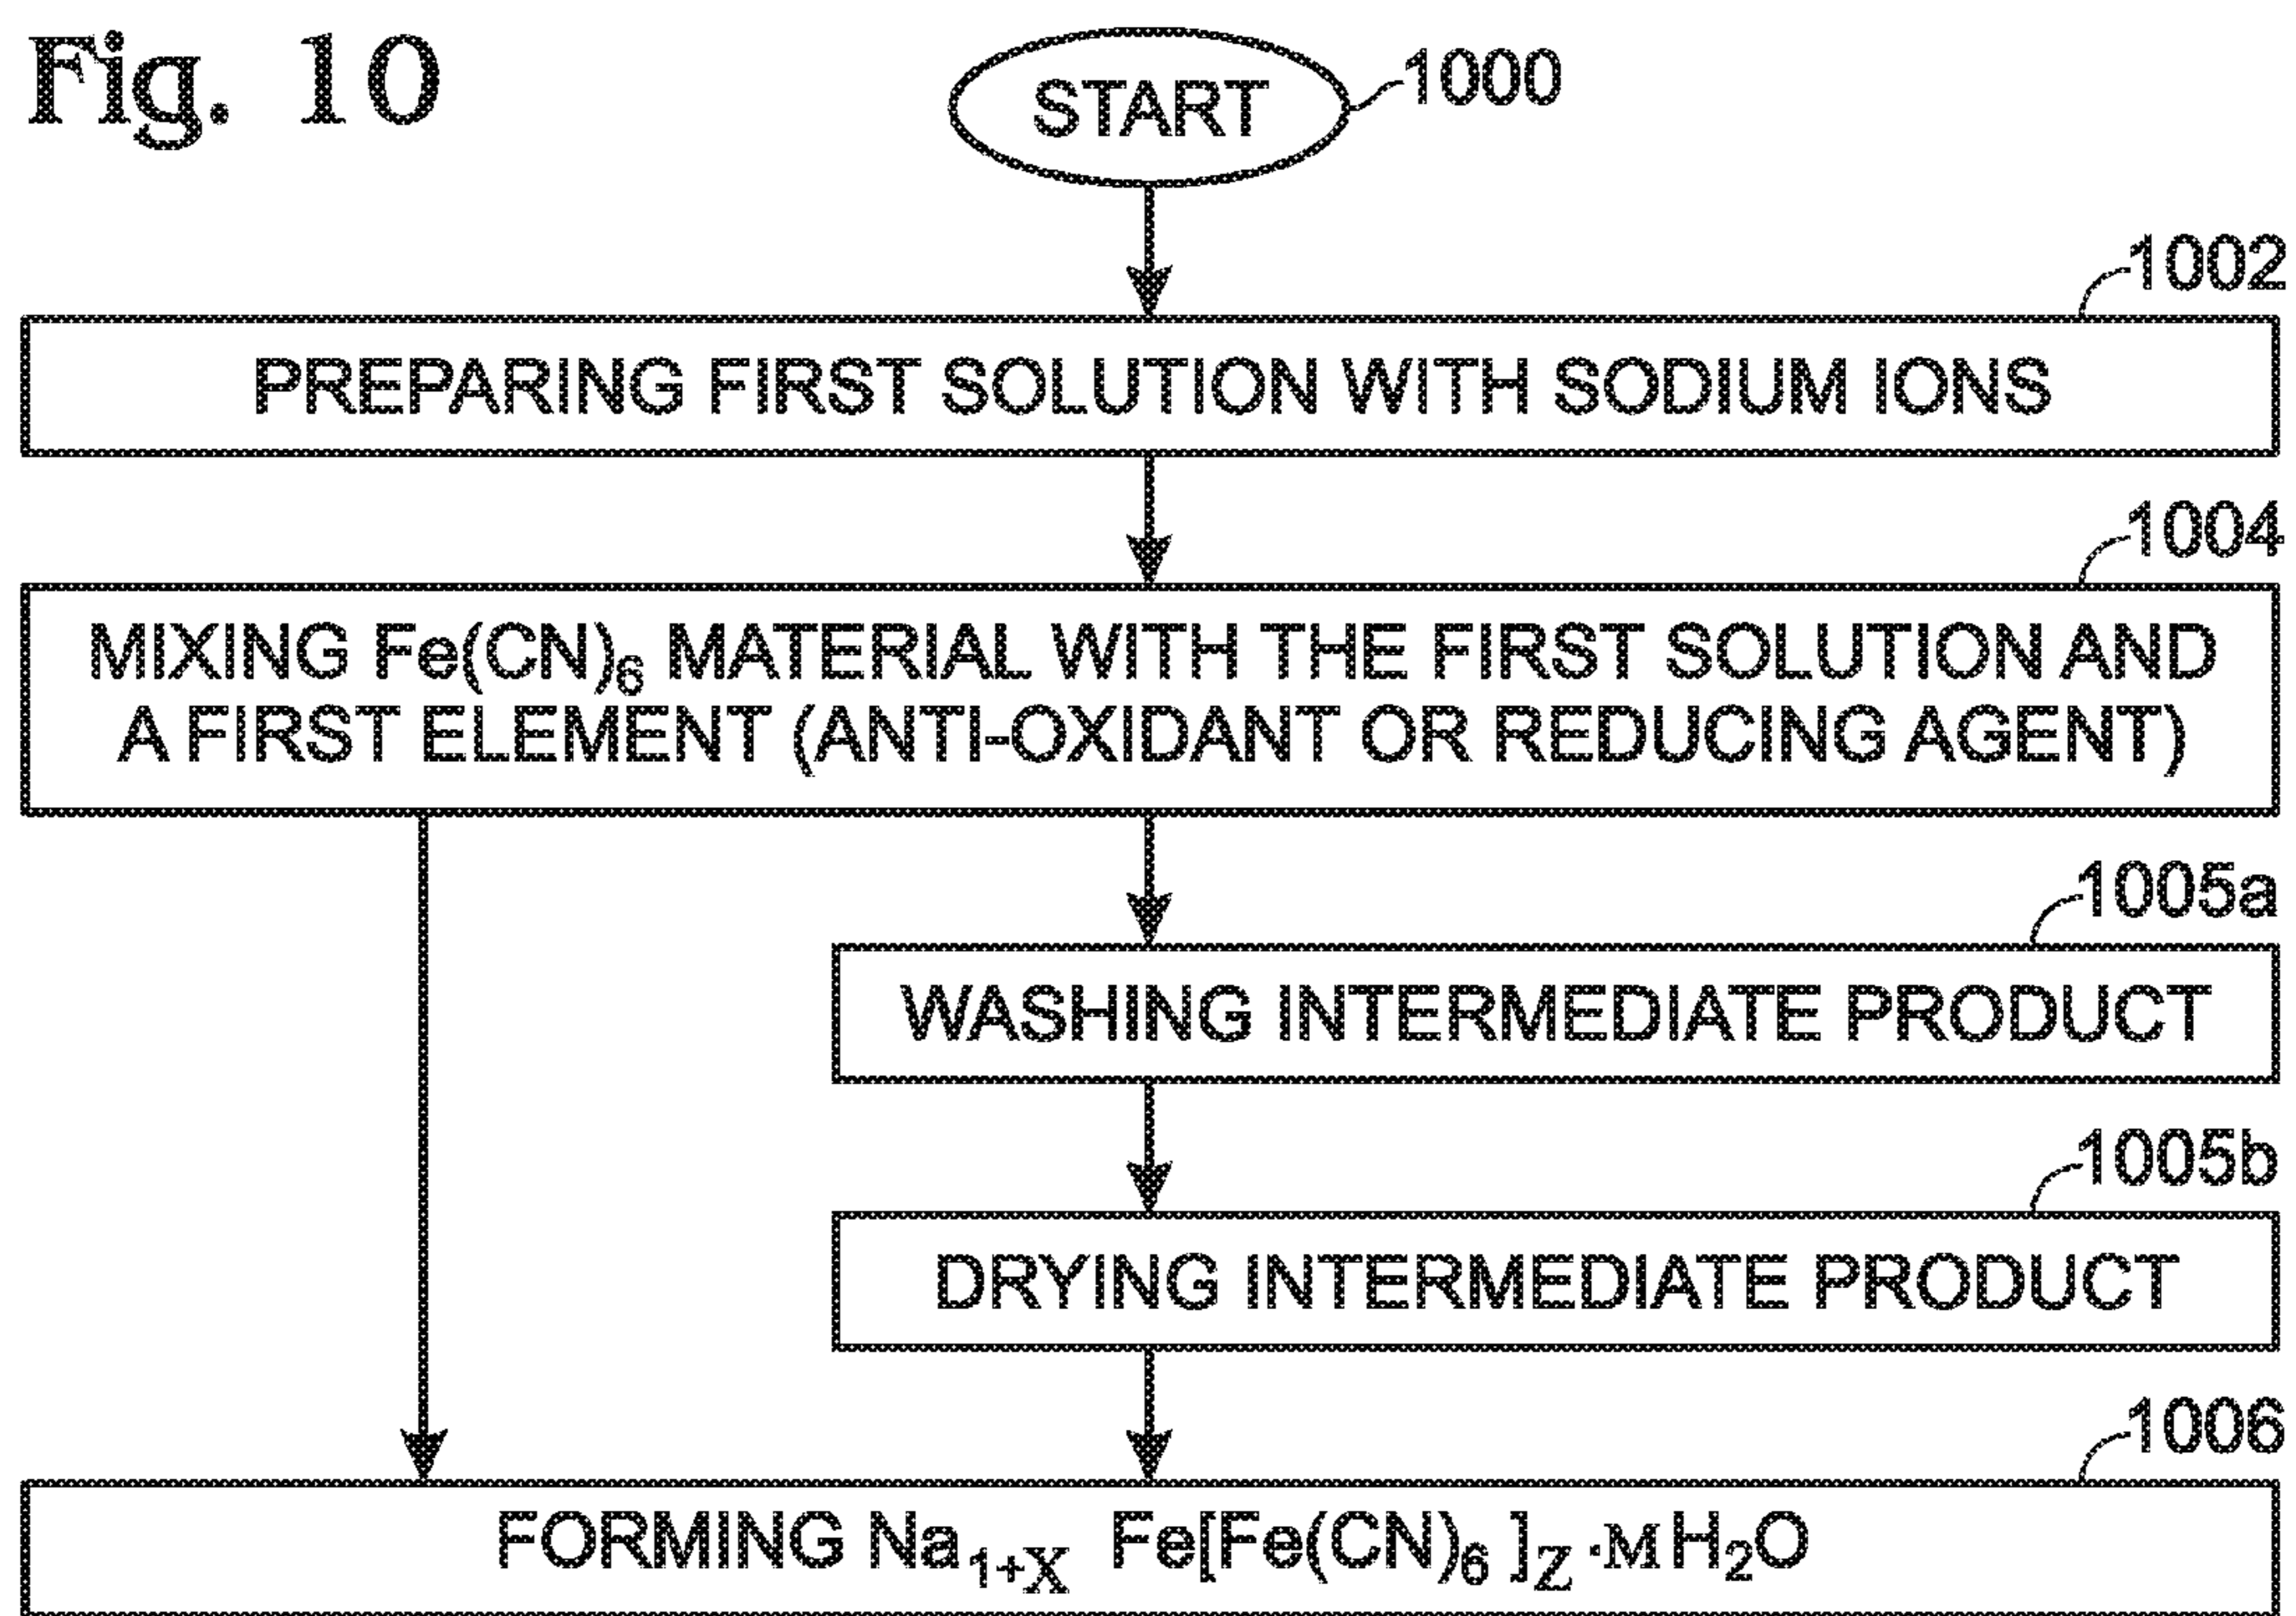 Fig. 10
START
1000
1002
PREPARING FIRST SOLUTION WITH SODIUM IONS
1004
MIXING Fe(CN)₆ MATERIAL WITH THE FIRST SOLUTION AND
A FIRST ELEMENT (ANTI-OXIDANT OR REDUCING AGENT)
1005a
WASHING INTERMEDIATE PRODUCT
1005b
DRYING INTERMEDIATE PRODUCT
1006
FORMING Na₁₊X Fe[Fe(CN)₆]Z·MH₂O